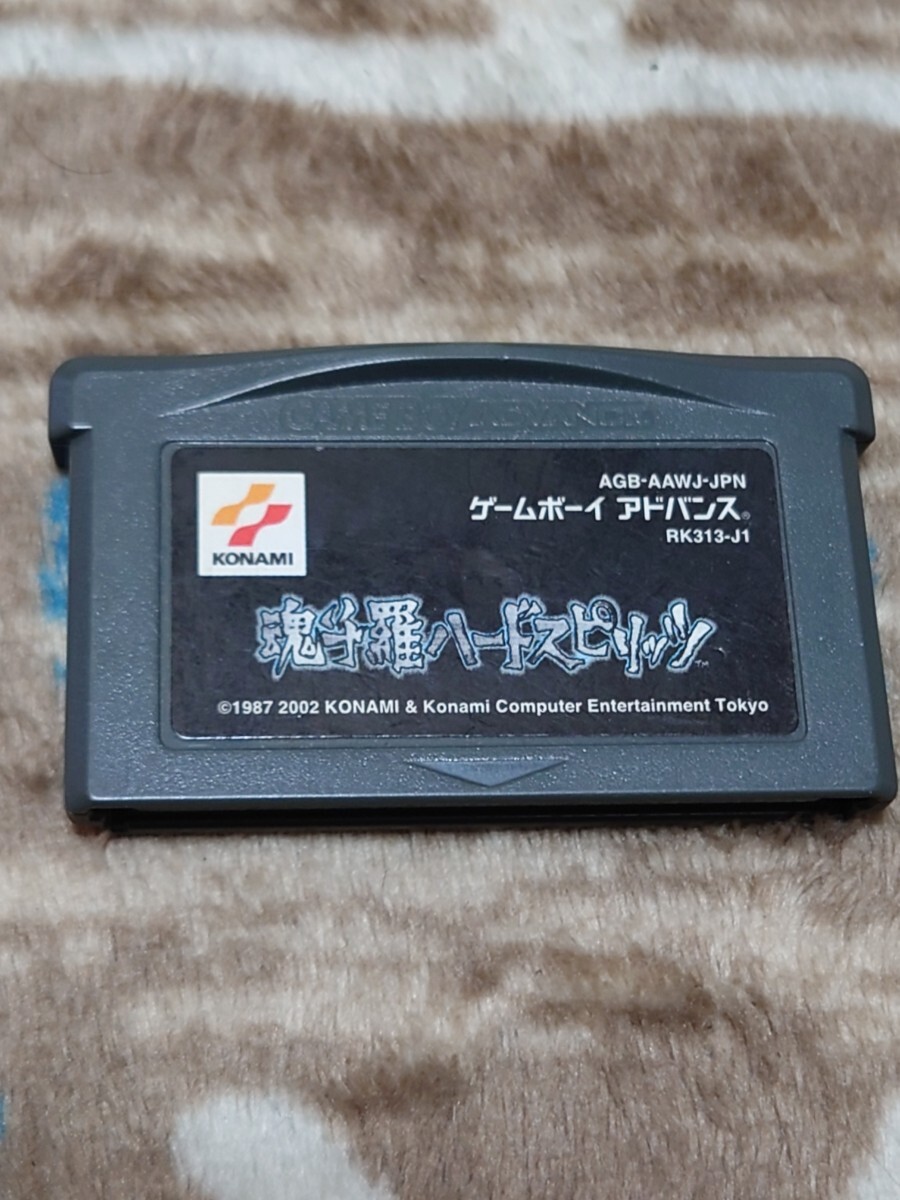 GAME BOY ADVANCE
KONAMI
AGB-AAWJ-JPN
ゲームボーイ アドバンス®
RK313-J1
魂斗羅ハードスピリッツ™
©1987 2002 KONAMI & Konami Computer Entertainment Tokyo